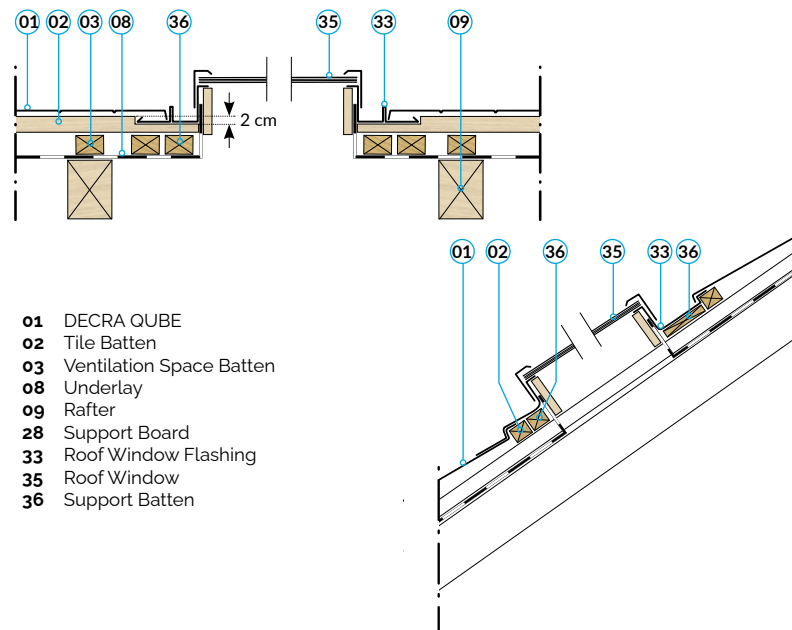 01 02 03 08 36 35 33 09
2 cm
01 02 36 35 33 36
01 DECRA QUBE
02 Tile Batten
03 Ventilation Space Batten
08 Underlay
09 Rafter
28 Support Board
33 Roof Window Flashing
35 Roof Window
36 Support Batten